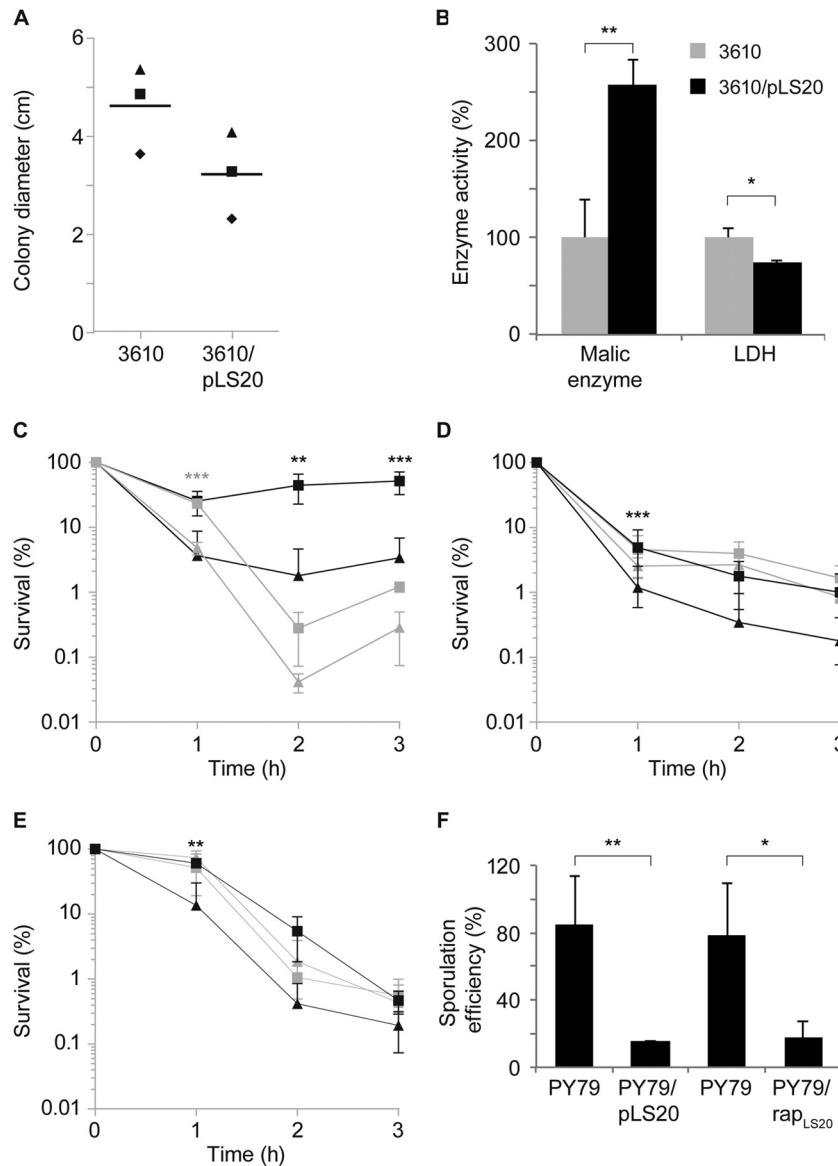 A
Colony diameter (cm)
6
4
2
0
3610
3610/
pLS20
B
Enzyme activity (%)
300
200
100
0
**
*
3610
3610/pLS20
Malic
enzyme
LDH
C
Survival (%)
100
10
1
0.1
0.01
***
**
***
0
1
2
3
Time (h)
D
Survival (%)
100
10
1
0.1
0.01
***
0
1
2
3
Time (h)
E
Survival (%)
100
10
1
0.1
0.01
**
0
1
2
3
Time (h)
F
Sporulation
efficiency (%)
120
80
40
0
**
*
PY79
PY79/
pLS20
PY79
PY79/
rapLS20